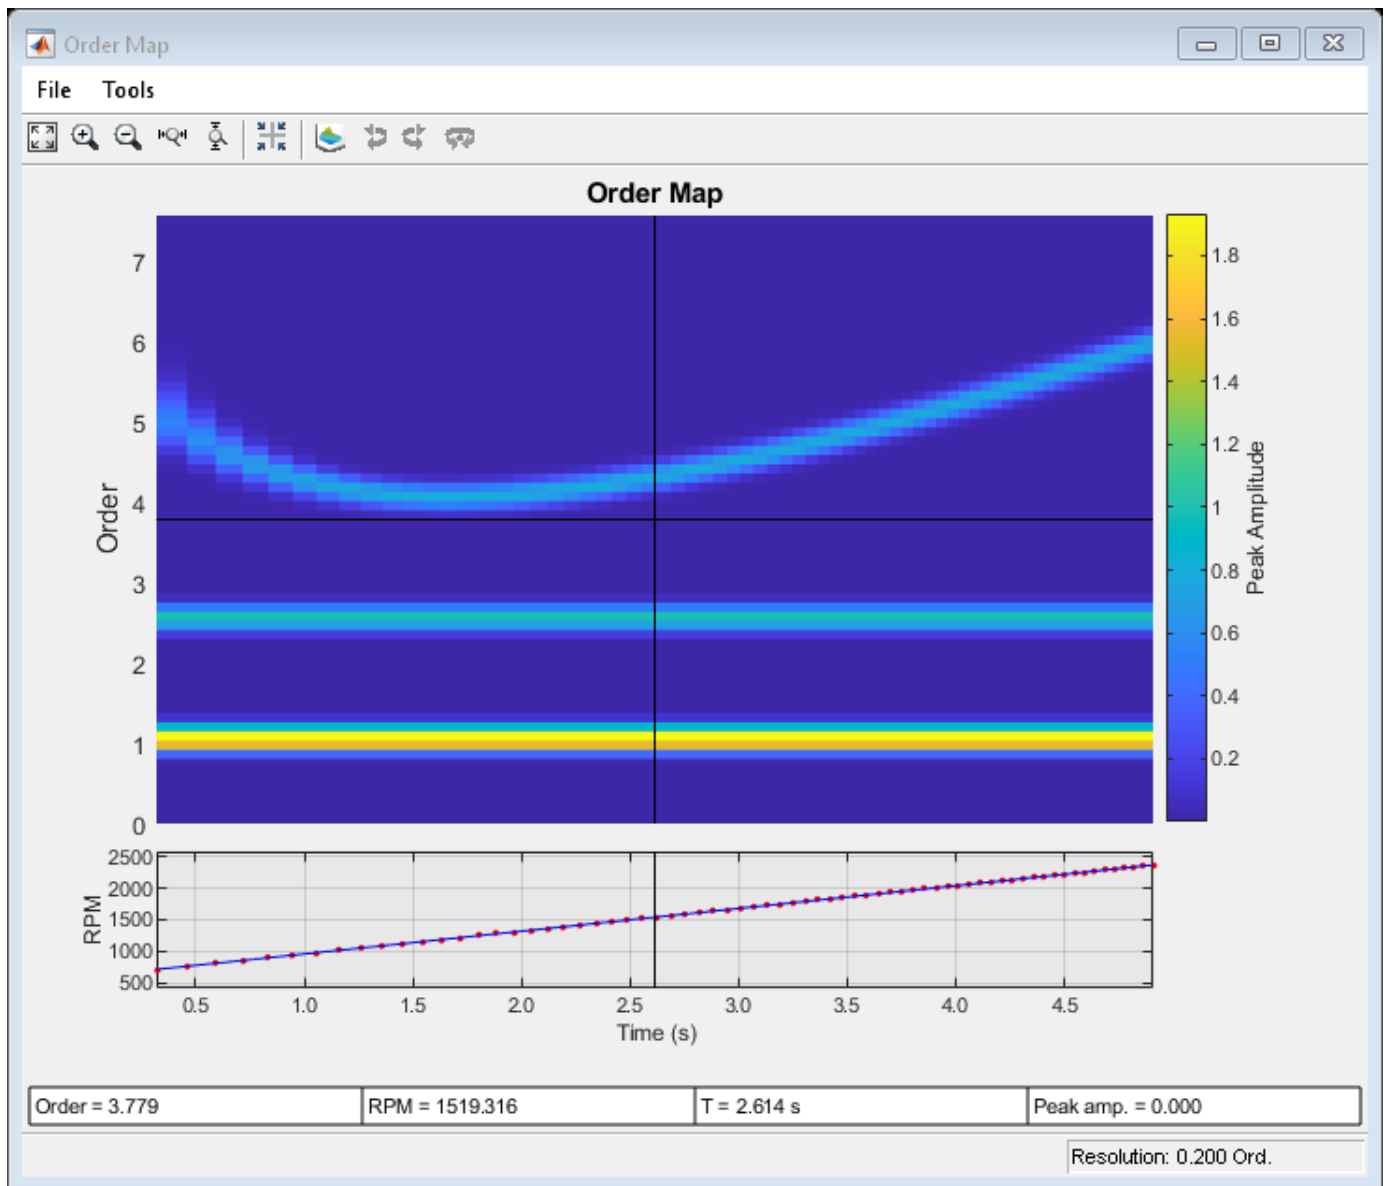 Order Map
File Tools
Order Map
7
6
5
4
3
2
1
0
Order
1.8
1.6
1.4
1.2
1
0.8
0.6
0.4
0.2
Peak Amplitude
2500
2000
1500
1000
500
RPM
0.5 1.0 1.5 2.0 2.5 3.0 3.5 4.0 4.5
Time (s)
Order = 3.779 RPM = 1519.316 T = 2.614 s Peak amp. = 0.000
Resolution: 0.200 Ord.